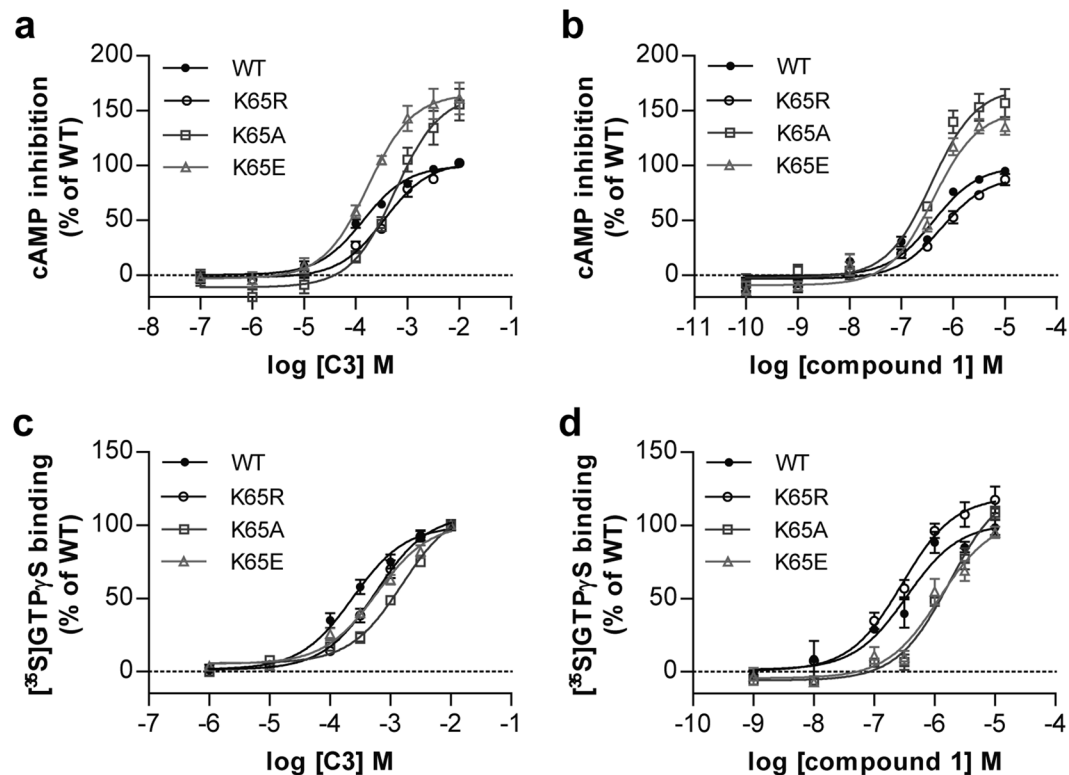 a
cAMP inhibition
(% of WT)
200
150
100
50
0
WT
K65R
K65A
K65E
-8 -7 -6 -5 -4 -3 -2 -1
log [C3] M
b
cAMP inhibition
(% of WT)
200
150
100
50
0
WT
K65R
K65A
K65E
-11 -10 -9 -8 -7 -6 -5 -4
log [compound 1] M
c
[³⁵S]GTPγS binding
(% of WT)
150
100
50
0
WT
K65R
K65A
K65E
-7 -6 -5 -4 -3 -2 -1
log [C3] M
d
[³⁵S]GTPγS binding
(% of WT)
150
100
50
0
WT
K65R
K65A
K65E
-10 -9 -8 -7 -6 -5 -4
log [compound 1] M